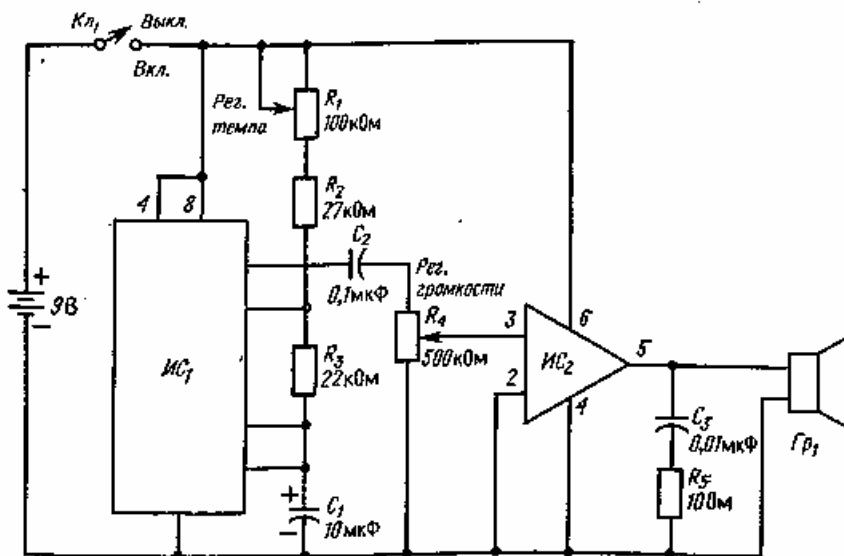 Кл₁
Выкл.
Вкл.
Рег.
темпа
R₁
100кОм
4
8
R₂
27кОм
C₂
0,1мкФ
Рег.
громкости
R₄
500кОм
+
9В
−
ИС₁
R₃
22кОм
3
2
ИС₂
6
5
4
C₃
0,01мкФ
Гр₁
R₅
10Ом
+
C₁
10мкФ
−